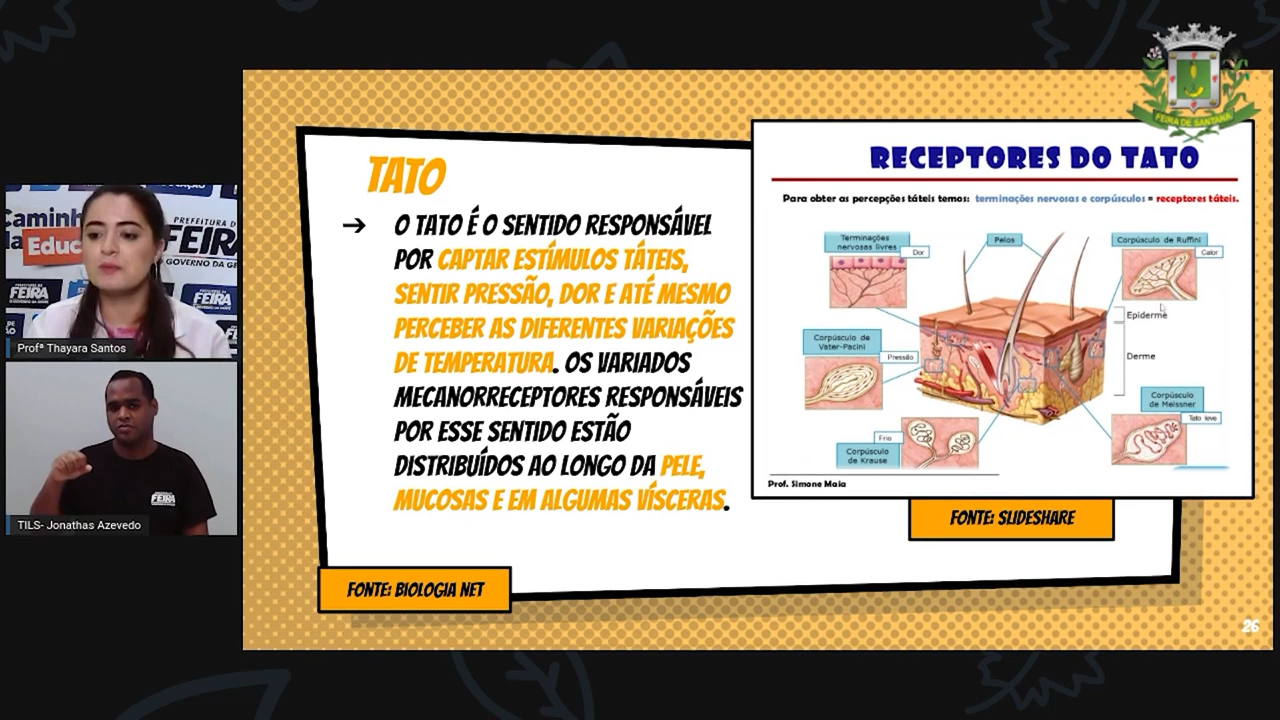 FEIRA DE SANTANA
TATO
➔ O TATO É O SENTIDO RESPONSÁVEL
POR CAPTAR ESTÍMULOS TÁTEIS,
SENTIR PRESSÃO, DOR E ATÉ MESMO
PERCEBER AS DIFERENTES VARIAÇÕES
DE TEMPERATURA. OS VARIADOS
MECANORRECEPTORES RESPONSÁVEIS
POR ESSE SENTIDO ESTÃO
DISTRIBUÍDOS AO LONGO DA PELE,
MUCOSAS E EM ALGUMAS VÍSCERAS.
FONTE: BIOLOGIA NET
RECEPTORES DO TATO
Para obter as percepções táteis temos: terminações nervosas e corpúsculos = receptores táteis.
Terminações
nervosas livres
Dor
Pelos
Corpúsculo de Ruffini
Calor
Epiderme
Derme
Corpúsculo de
Vater-Pacini
Pressão
Corpúsculo
de Meissner
Tato leve
Frio
Corpúsculo
de Krause
Prof. Simone Maia
FONTE: SLIDESHARE
26
Caminh
da
Educ
PREFEITURA D
FEIRA
GOVERNO DA GE
FEIRA
FEIRA
Profª Thayara Santos
FEIRA
TILS- Jonathas Azevedo